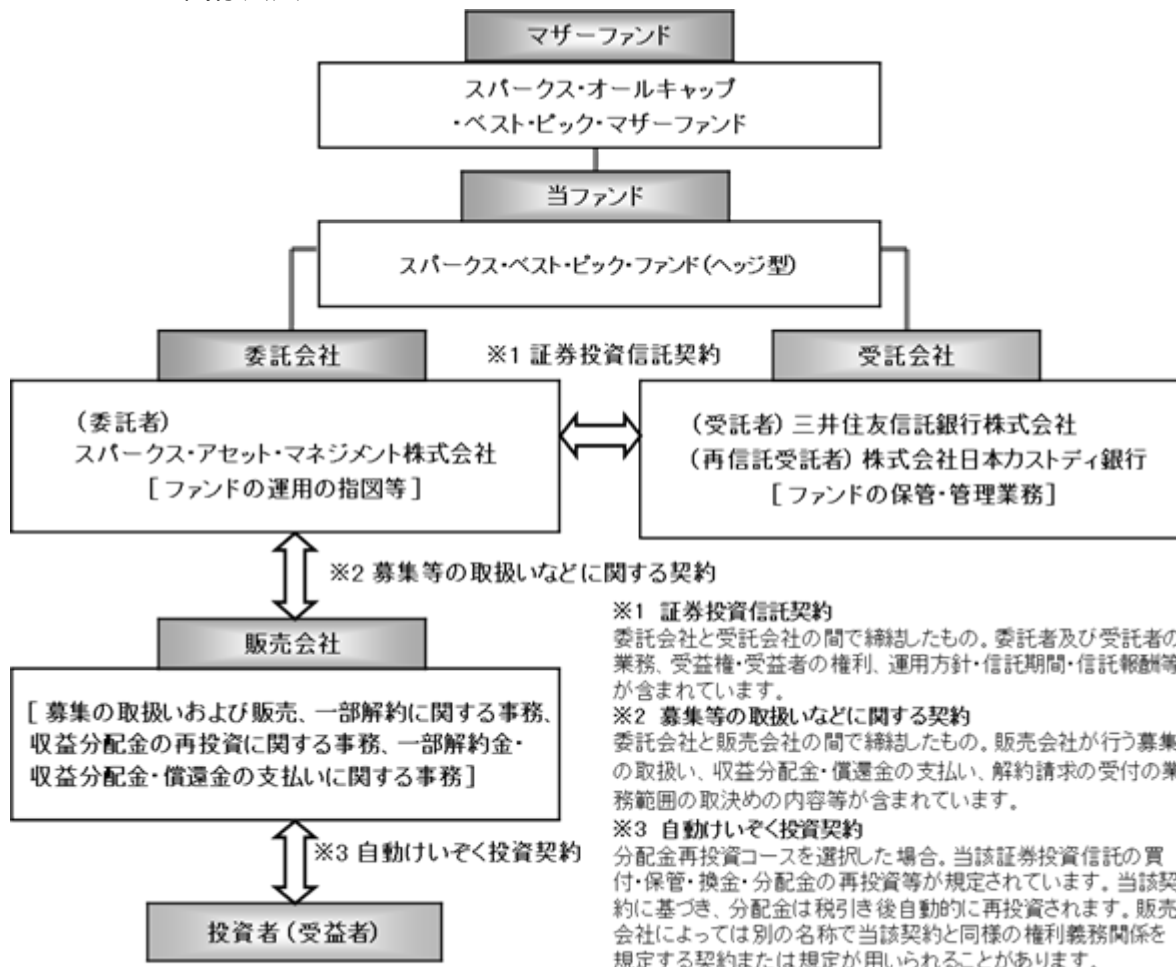 マザーファンド
スパークス・オールキャップ
・ベスト・ピック・マザーファンド
当ファンド
スパークス・ベスト・ピック・ファンド(ヘッジ型)
委託会社
※1 証券投資信託契約
受託会社
(委託者)
スパークス・アセット・マネジメント株式会社
[ファンドの運用の指図等]
(受託者) 三井住友信託銀行株式会社
(再信託受託者) 株式会社日本カストディ銀行
[ファンドの保管・管理業務]
※2 募集等の取扱いなどに関する契約
販売会社
[ 募集の取扱いおよび販売、一部解約に関する事務、
収益分配金の再投資に関する事務、一部解約金・
収益分配金・償還金の支払いに関する事務]
※3 自動けいぞく投資契約
投資者(受益者)
※1 証券投資信託契約
委託会社と受託会社の間で締結したもの。委託者及び受託者の
業務、受益権・受益者の権利、運用方針・信託期間・信託報酬等
が含まれています。
※2 募集等の取扱いなどに関する契約
委託会社と販売会社の間で締結したもの。販売会社が行う募集
の取扱い、収益分配金・償還金の支払い、解約請求の受付の業
務範囲の取決めの内容等が含まれています。
※3 自動けいぞく投資契約
分配金再投資コースを選択した場合。当該証券投資信託の買
付・保管・換金・分配金の再投資等が規定されています。当該契
約に基づき、分配金は税引き後自動的に再投資されます。販売
会社によっては別の名称で当該契約と同様の権利義務関係を
規定する契約または規定が用いられることがあります。